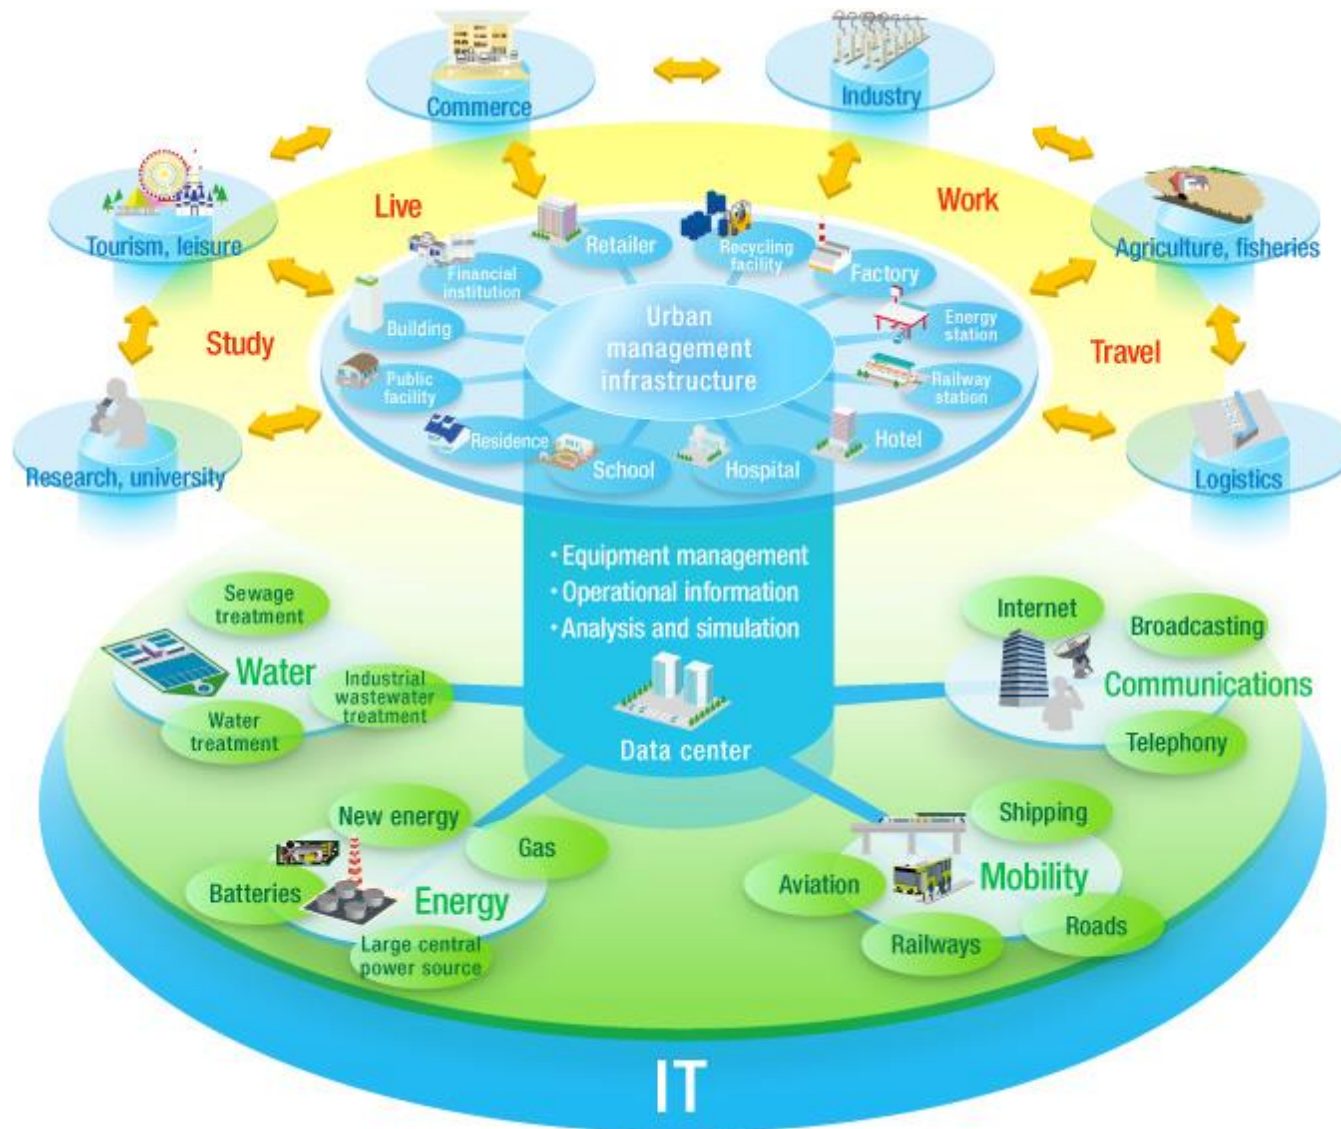 Commerce
Industry
Tourism, leisure
Agriculture, fisheries
Research, university
Logistics
Live
Work
Study
Travel
Retailer
Recycling
facility
Financial
institution
Factory
Building
Energy
station
Public
facility
Railway
station
Residence
Hotel
School
Hospital
Urban
management
infrastructure
• Equipment management
• Operational information
• Analysis and simulation
Data center
Sewage
treatment
Water
Industrial
wastewater
treatment
Water
treatment
Internet
Broadcasting
Communications
Telephony
New energy
Gas
Batteries
Energy
Large central
power source
Shipping
Aviation
Mobility
Railways
Roads
IT